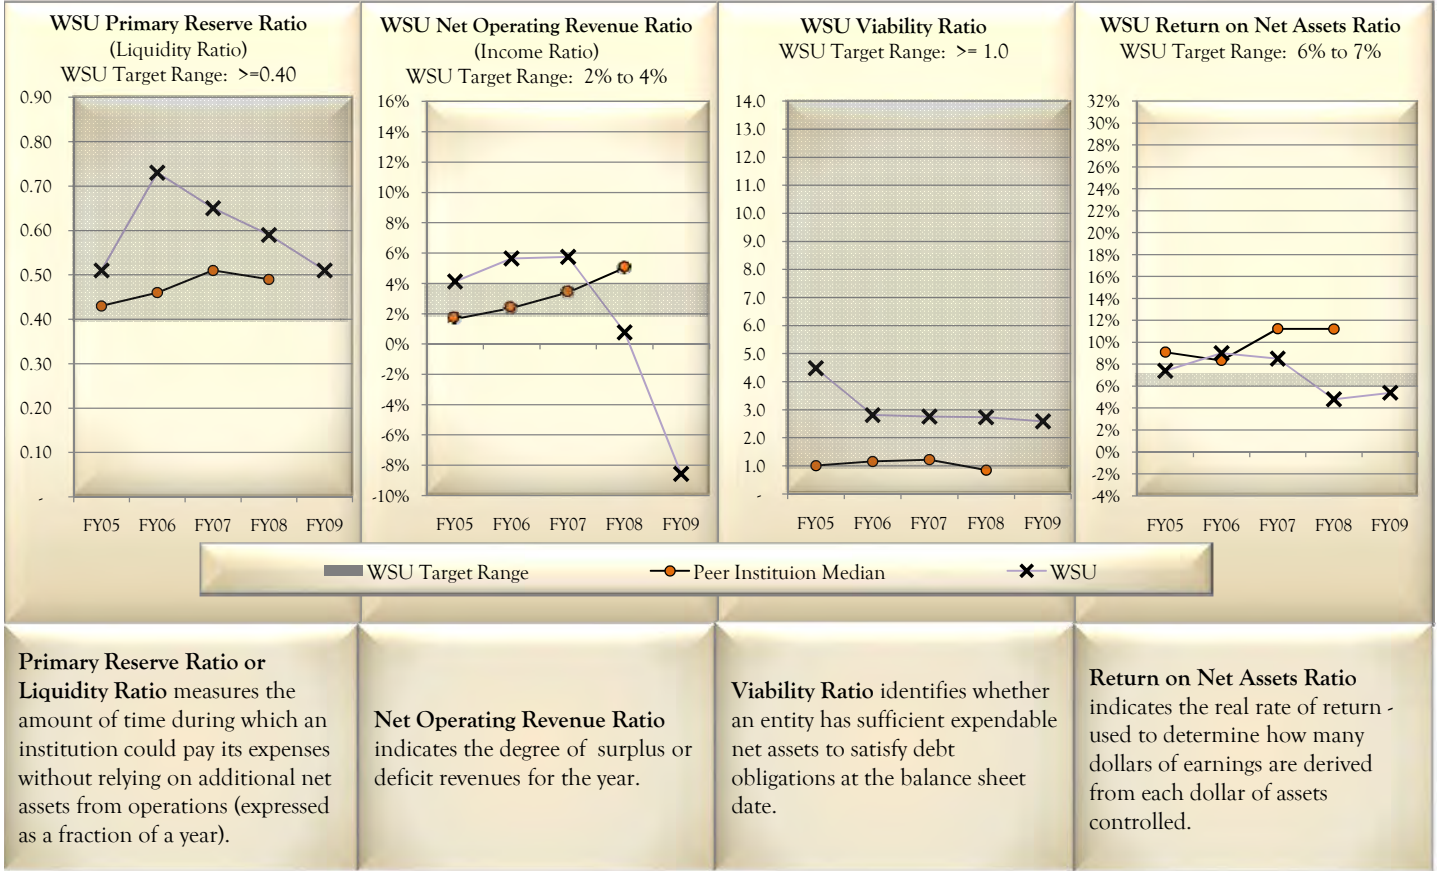 WSU Primary Reserve Ratio
(Liquidity Ratio)
WSU Target Range:  >=0.40
0.90
0.80
0.70
0.60
0.50
0.40
0.30
0.20
0.10
-
FY05 FY06 FY07 FY08 FY09
WSU Net Operating Revenue Ratio
(Income Ratio)
WSU Target Range:  2% to 4%
16%
14%
12%
10%
8%
6%
4%
2%
0%
-2%
-4%
-6%
-8%
-10%
FY05 FY06 FY07 FY08 FY09
WSU Viability Ratio
WSU Target Range:  >= 1.0
14.0
13.0
12.0
11.0
10.0
9.0
8.0
7.0
6.0
5.0
4.0
3.0
2.0
1.0
-
FY05 FY06 FY07 FY08 FY09
WSU Return on Net Assets Ratio
WSU Target Range:  6% to 7%
32%
30%
28%
26%
24%
22%
20%
18%
16%
14%
12%
10%
8%
6%
4%
2%
0%
-2%
-4%
FY05 FY06 FY07 FY08 FY09
WSU Target Range Peer Instituion Median WSU
Primary Reserve Ratio or
Liquidity Ratio measures the
amount of time during which an
institution could pay its expenses
without relying on additional net
assets from operations (expressed
as a fraction of a year).
Net Operating Revenue Ratio
indicates the degree of  surplus or
deficit revenues for the year.
Viability Ratio identifies whether
an entity has sufficient expendable
net assets to satisfy debt
obligations at the balance sheet
date.
Return on Net Assets Ratio
indicates the real rate of return -
used to determine how many
dollars of earnings are derived
from each dollar of assets
controlled.